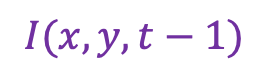 I(x, y, t − 1)